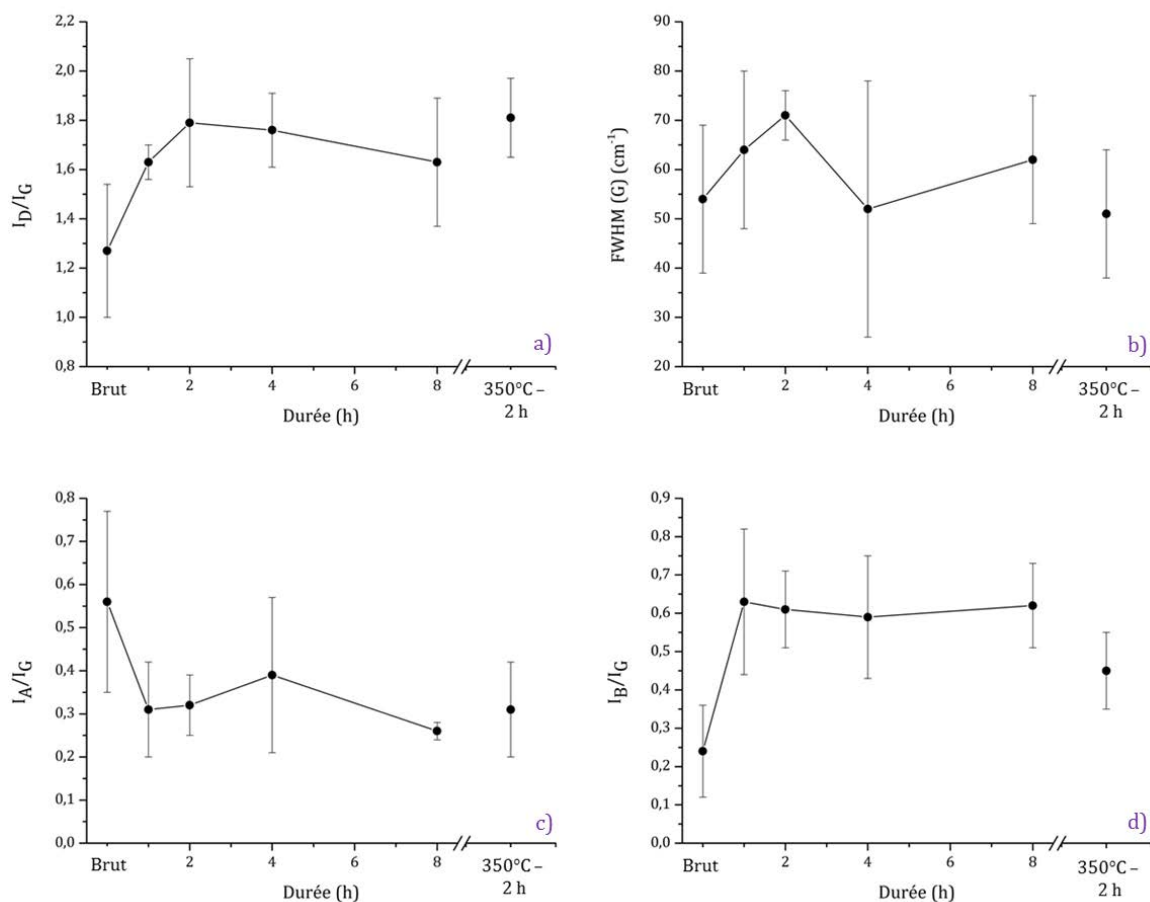 2,2
2,0
1,8
1,6
1,4
1,2
1,0
0,8
I_D/I_G
Brut 2 4 6 8 350°C –
2 h
Durée (h)
a)
90
80
70
60
50
40
30
20
FWHM (G) (cm⁻¹)
Brut 2 4 6 8 350°C –
2 h
Durée (h)
b)
0,8
0,7
0,6
0,5
0,4
0,3
0,2
0,1
0,0
I_A/I_G
Brut 2 4 6 8 350°C –
2 h
Durée (h)
c)
0,9
0,8
0,7
0,6
0,5
0,4
0,3
0,2
0,1
0,0
I_B/I_G
Brut 2 4 6 8 350°C –
2 h
Durée (h)
d)